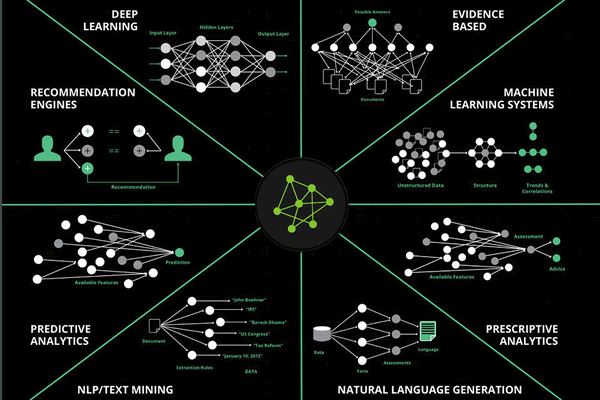 DEEP
LEARNING
Input Layer
Hidden Layers
Output Layer
EVIDENCE
BASED
Possible Answers
Documents
RECOMMENDATION
ENGINES
Recommendation
MACHINE
LEARNING SYSTEMS
Unstructured Data
Structure
Trends &
Correlations
Prediction
Available Features
PREDICTIVE
ANALYTICS
Assessment
Advice
Available Features
PRESCRIPTIVE
ANALYTICS
Document
"John Boehner"
"IRS"
"Barack Obama"
"US Congress"
"Tax Reform"
"January 10, 2015"
Extraction Rules
DATA
NLP/TEXT MINING
Data
Facts
Assessments
Language
NATURAL LANGUAGE GENERATION